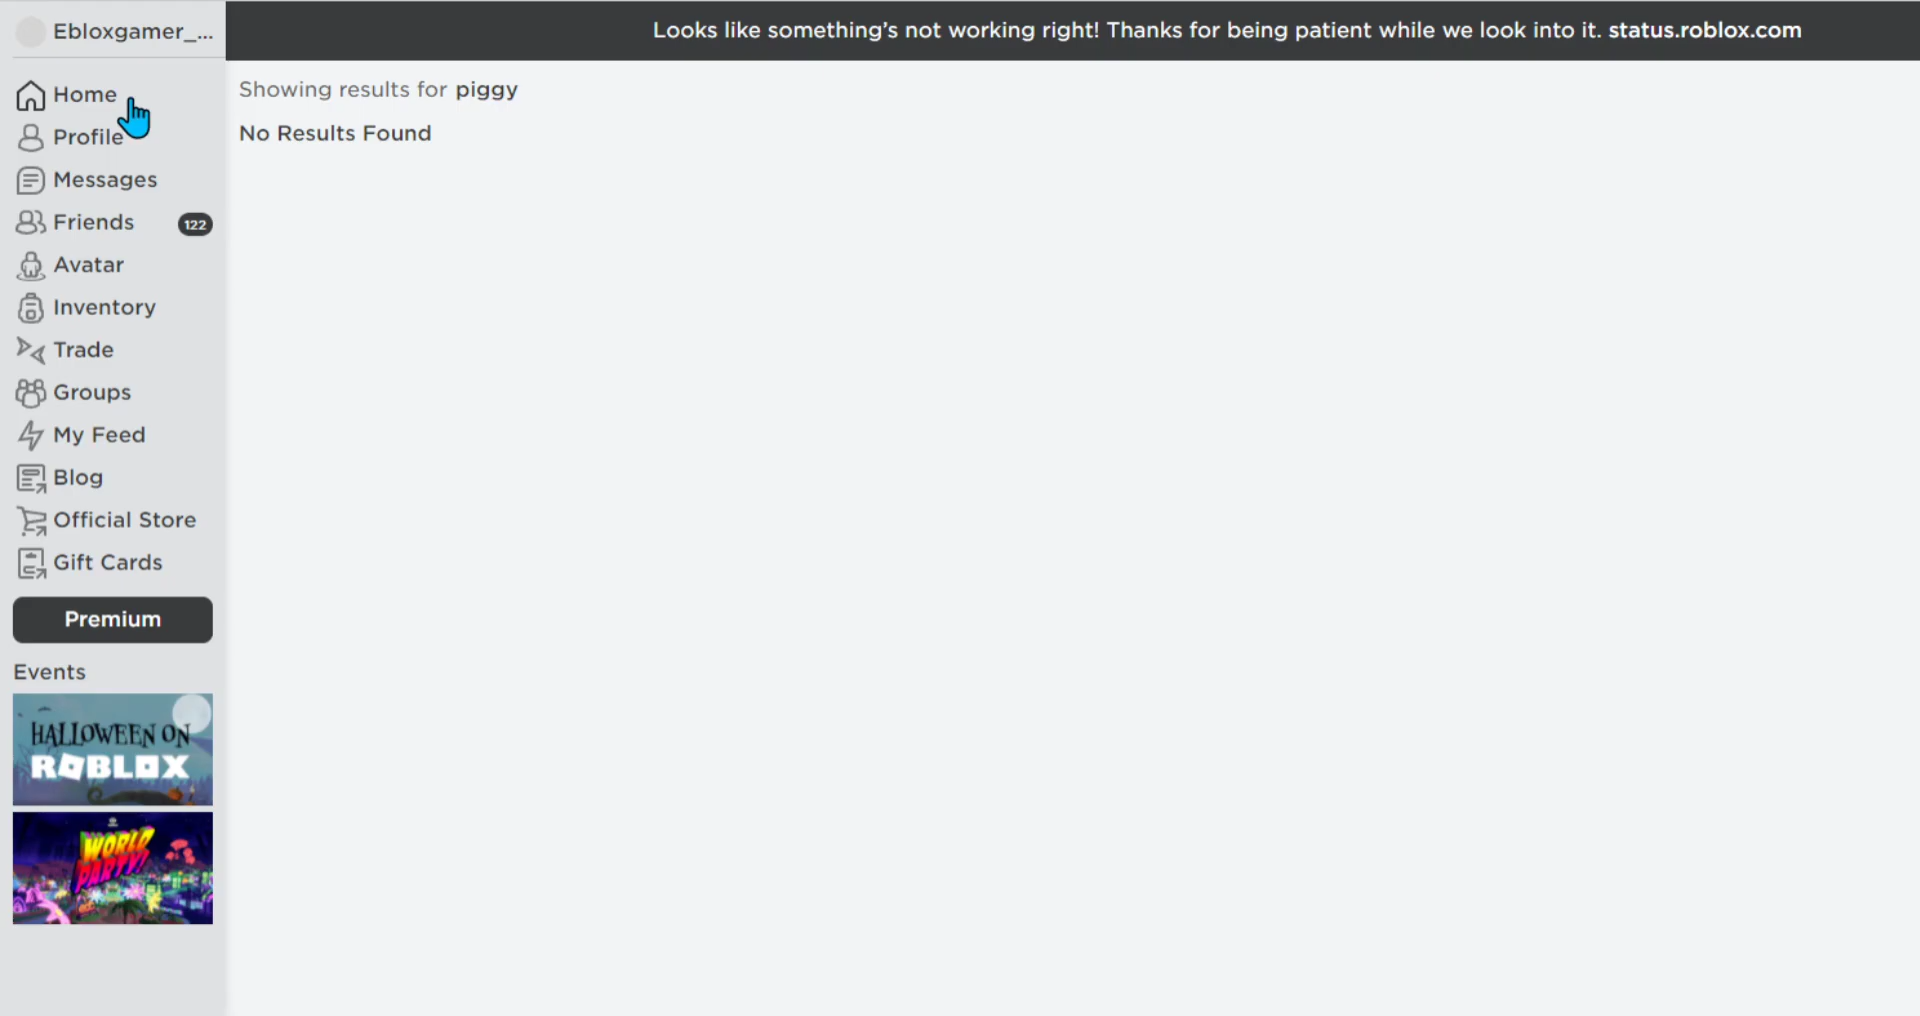 Ebloxgamer_...
Looks like something’s not working right! Thanks for being patient while we look into it. status.roblox.com
Home
Profile
Messages
Friends 122
Avatar
Inventory
Trade
Groups
My Feed
Blog
Official Store
Gift Cards
Premium
Events
HALLOWEEN ON
ROBLOX
WORLD
PARTY!
Showing results for piggy
No Results Found